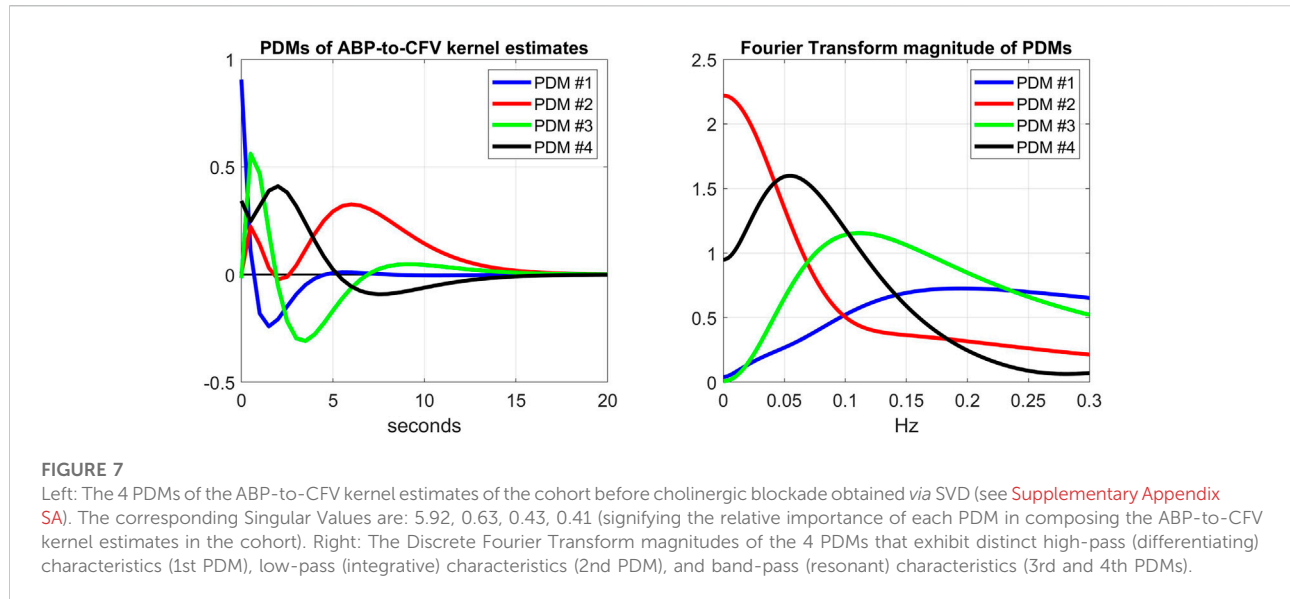 PDMs of ABP-to-CFV kernel estimates
1
0.5
0
-0.5
0
5
10
15
20
seconds
PDM #1
PDM #2
PDM #3
PDM #4
Fourier Transform magnitude of PDMs
2.5
2
1.5
1
0.5
0
0
0.05
0.1
0.15
0.2
0.25
0.3
Hz
PDM #1
PDM #2
PDM #3
PDM #4
FIGURE 7
Left: The 4 PDMs of the ABP-to-CFV kernel estimates of the cohort before cholinergic blockade obtained via SVD (see Supplementary Appendix
SA). The corresponding Singular Values are: 5.92, 0.63, 0.43, 0.41 (signifying the relative importance of each PDM in composing the ABP-to-CFV
kernel estimates in the cohort). Right: The Discrete Fourier Transform magnitudes of the 4 PDMs that exhibit distinct high-pass (differentiating)
characteristics (1st PDM), low-pass (integrative) characteristics (2nd PDM), and band-pass (resonant) characteristics (3rd and 4th PDMs).